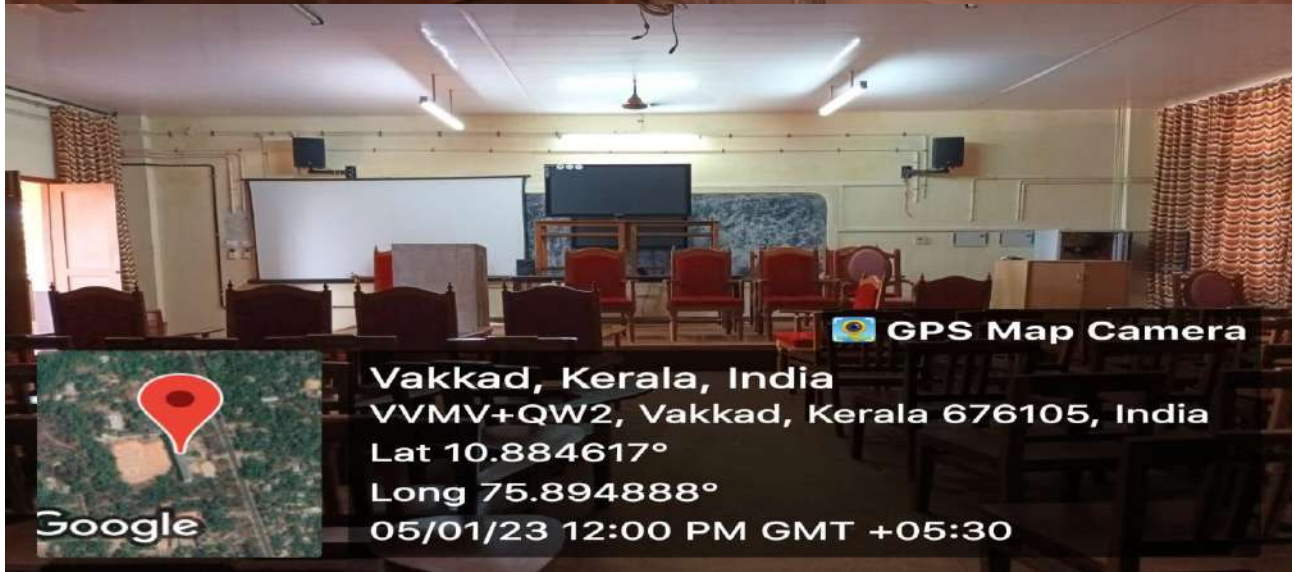 GPS Map Camera
Vakkad, Kerala, India
VVMV+QW2, Vakkad, Kerala 676105, India
Lat 10.884617°
Long 75.894888°
05/01/23 12:00 PM GMT +05:30
Google